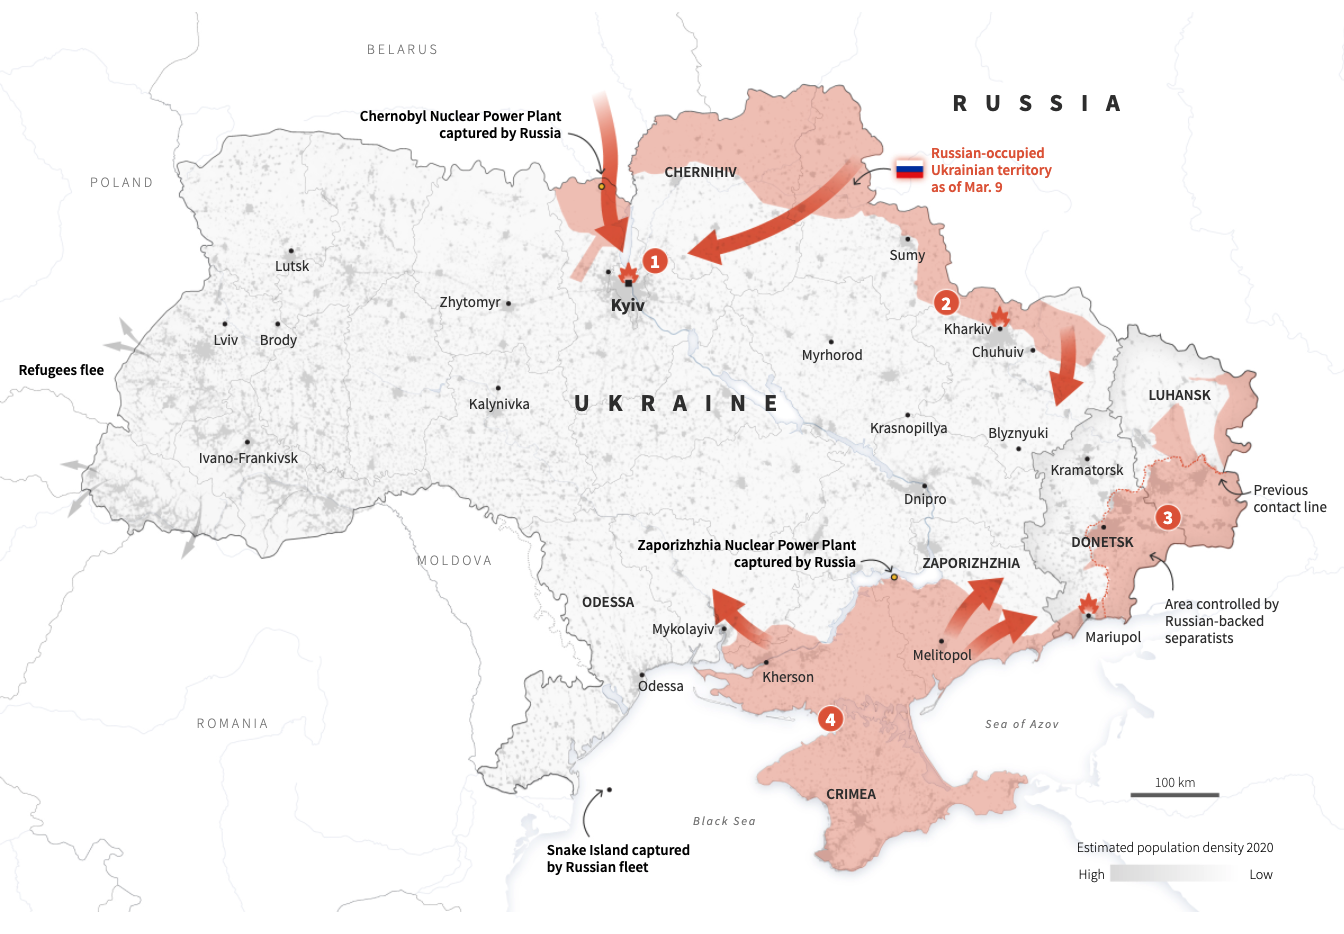 BELARUS
RUSSIA
Chernobyl Nuclear Power Plant
captured by Russia
Russian-occupied
Ukrainian territory
as of Mar. 9
CHERNIHIV
POLAND
Sumy
Lutsk
1
Zhytomyr
Kyiv
2
Kharkiv
Lviv
Brody
Chuhuiv
Myrhorod
Refugees flee
LUHANSK
UKRAINE
Kalynivka
Krasnopillya
Blyznyuki
Ivano-Frankivsk
Kramatorsk
Dnipro
Previous
contact line
3
DONETSK
Zaporizhzhia Nuclear Power Plant
captured by Russia
MOLDOVA
ZAPORIZHZHIA
ODESSA
Area controlled by
Russian-backed
separatists
Mykolayiv
Mariupol
Melitopol
Kherson
Odessa
4
ROMANIA
Sea of Azov
100 km
CRIMEA
Black Sea
Snake Island captured
by Russian fleet
Estimated population density 2020
High
Low